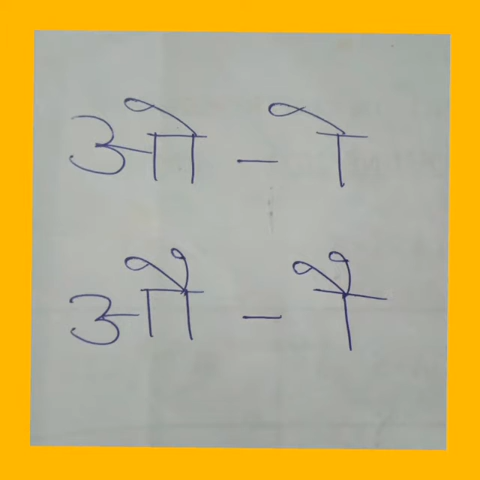 ओ - ो
औ - ौ